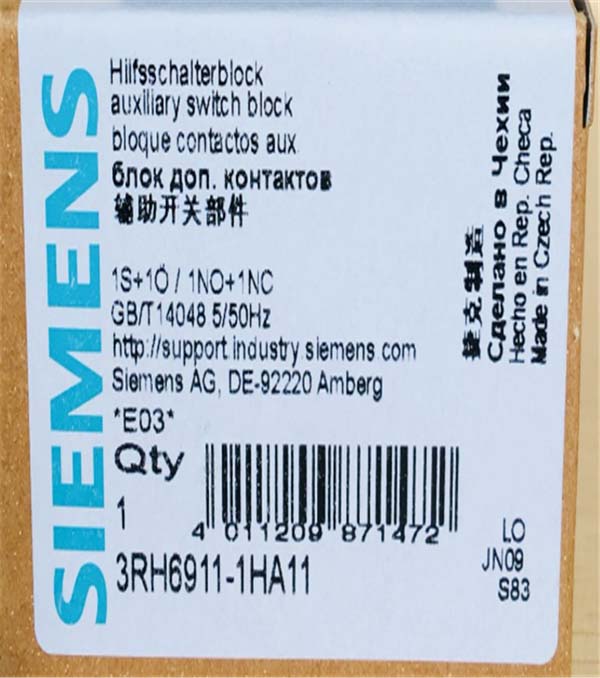 SIEMENS
Hilfsschalterblock
auxiliary switch block
bloque contactos aux
блок доп. контактов
辅助开关部件
捷克制造
Сделано в Чехии
Hecho en Rep. Checa
Made in Czech Rep.
1S+1Ö / 1NO+1NC
GB/T14048 5/50Hz
http://support industry siemens com
Siemens AG, DE-92220 Amberg
*E03*
Qty
1
4 011209 871472
3RH6911-1HA11
LO
JN09
S83